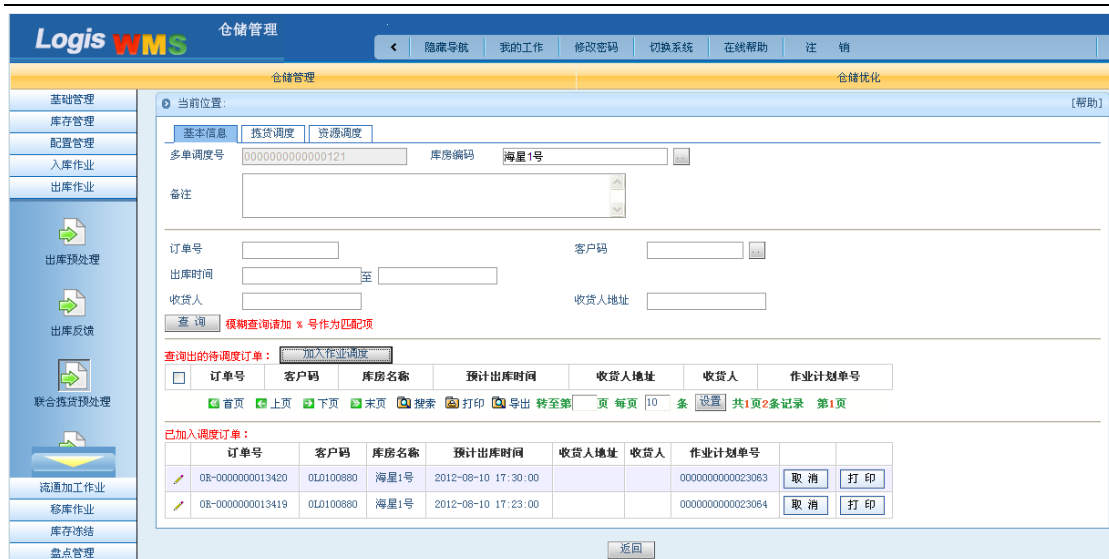 Logis WMS
仓储管理
隐藏导航 我的工作 修改密码 切换系统 在线帮助 注 销
仓储管理 仓储优化
基础管理
库存管理
配置管理
入库作业
出库作业
出库预处理
出库反馈
联合拣货预处理
流通加工作业
移库作业
库存冻结
盘点管理
当前位置: [帮助]
基本信息 拣货调度 资源调度
多单调度号 0000000000000121 库房编码 海星1号 ..
备注
订单号 客户码 ..
出库时间 至
收货人 收货人地址
查 询 模糊查询请加 % 号作为匹配项
查询出的待调度订单: 加入作业调度
订单号 客户码 库房名称 预计出库时间 收货人地址 收货人 作业计划单号
首页 上页 下页 末页 搜索 打印 导出 转至第 页 每页 10 条 设置 共1页2条记录 第1页
已加入调度订单:
订单号 客户码 库房名称 预计出库时间 收货人地址 收货人 作业计划单号
OR-0000000013420 0L0100880 海星1号 2012-08-10 17:30:00 0000000000023063 取 消 打 印
OR-0000000013419 0L0100880 海星1号 2012-08-10 17:23:00 0000000000023064 取 消 打 印
返回